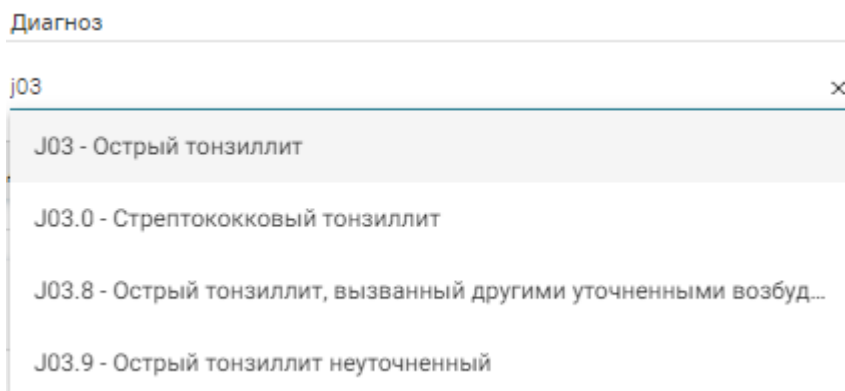 Диагноз
j03 ×
J03 - Острый тонзиллит
J03.0 - Стрептококковый тонзиллит
J03.8 - Острый тонзиллит, вызванный другими уточненными возбуд...
J03.9 - Острый тонзиллит неуточненный